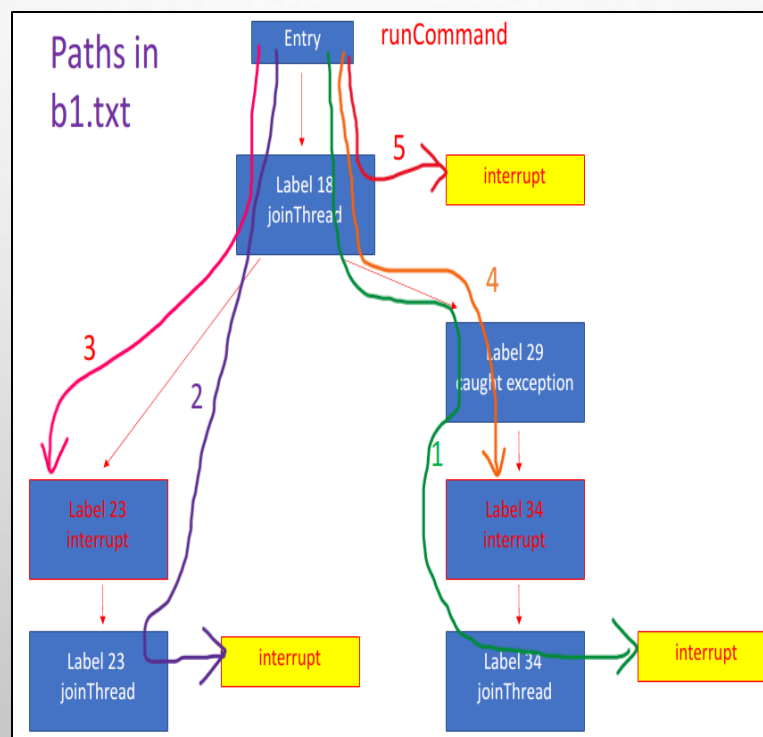 Paths in
b1.txt
Entry
runCommand
5
interrupt
Label 18
joinThread
4
3
Label 29
caught exception
2
1
Label 23
interrupt
Label 34
interrupt
Label 23
joinThread
interrupt
Label 34
joinThread
interrupt